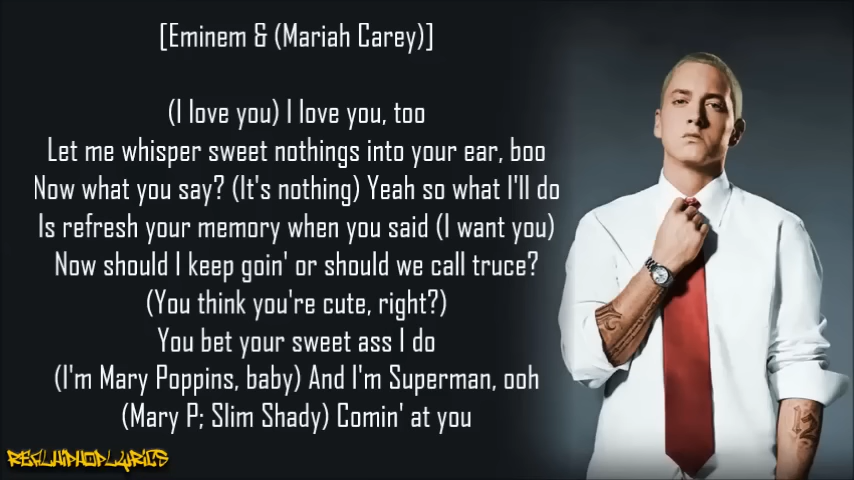 [Eminem & (Mariah Carey)]
(I love you) I love you, too
Let me whisper sweet nothings into your ear, boo
Now what you say? (It's nothing) Yeah so what I'll do
Is refresh your memory when you said (I want you)
Now should I keep goin' or should we call truce?
(You think you're cute, right?)
You bet your sweet ass I do
(I'm Mary Poppins, baby) And I'm Superman, ooh
(Mary P; Slim Shady) Comin' at you
REALHIPHOPLYRICS
12